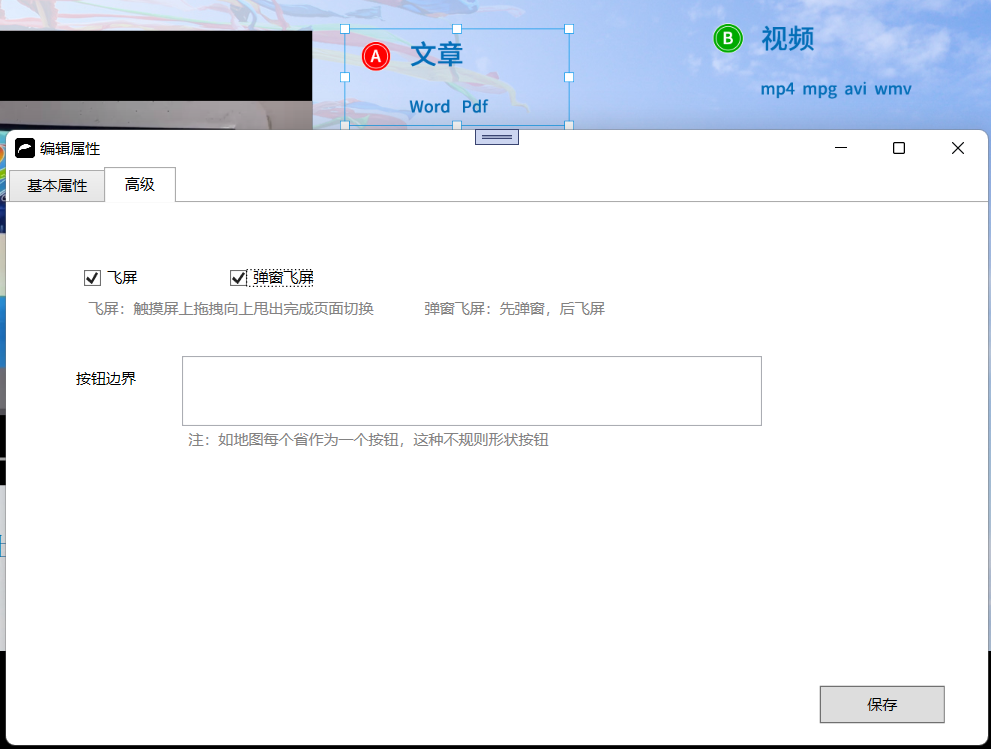 A 文章
B 视频
Word Pdf
mp4 mpg avi wmv
编辑属性
基本属性 高级
飞屏 弹窗飞屏
飞屏：触摸屏上拖拽向上甩出完成页面切换 弹窗飞屏：先弹窗，后飞屏
按钮边界
注：如地图每个省作为一个按钮，这种不规则形状按钮
保存